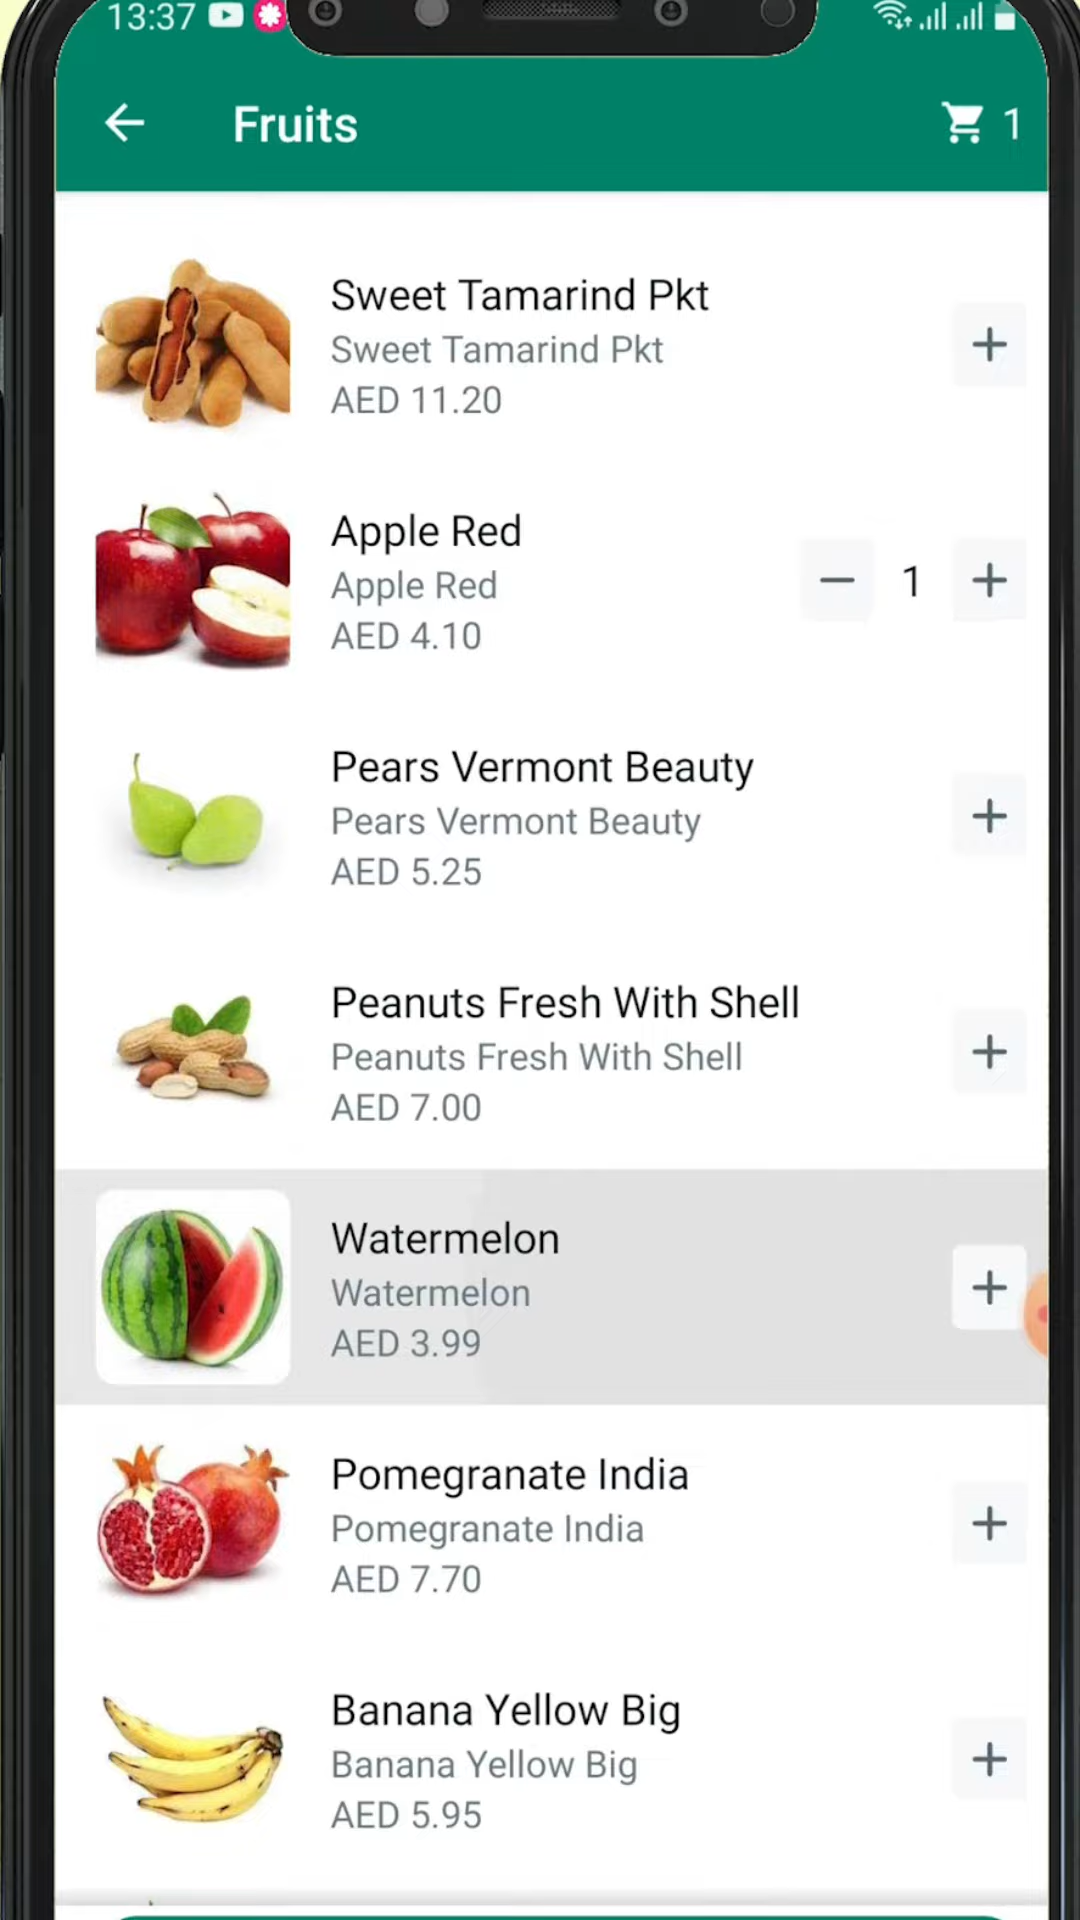 13:37
Fruits
1
Sweet Tamarind Pkt
Sweet Tamarind Pkt
AED 11.20
Apple Red
Apple Red
AED 4.10
1
Pears Vermont Beauty
Pears Vermont Beauty
AED 5.25
Peanuts Fresh With Shell
Peanuts Fresh With Shell
AED 7.00
Watermelon
Watermelon
AED 3.99
Pomegranate India
Pomegranate India
AED 7.70
Banana Yellow Big
Banana Yellow Big
AED 5.95